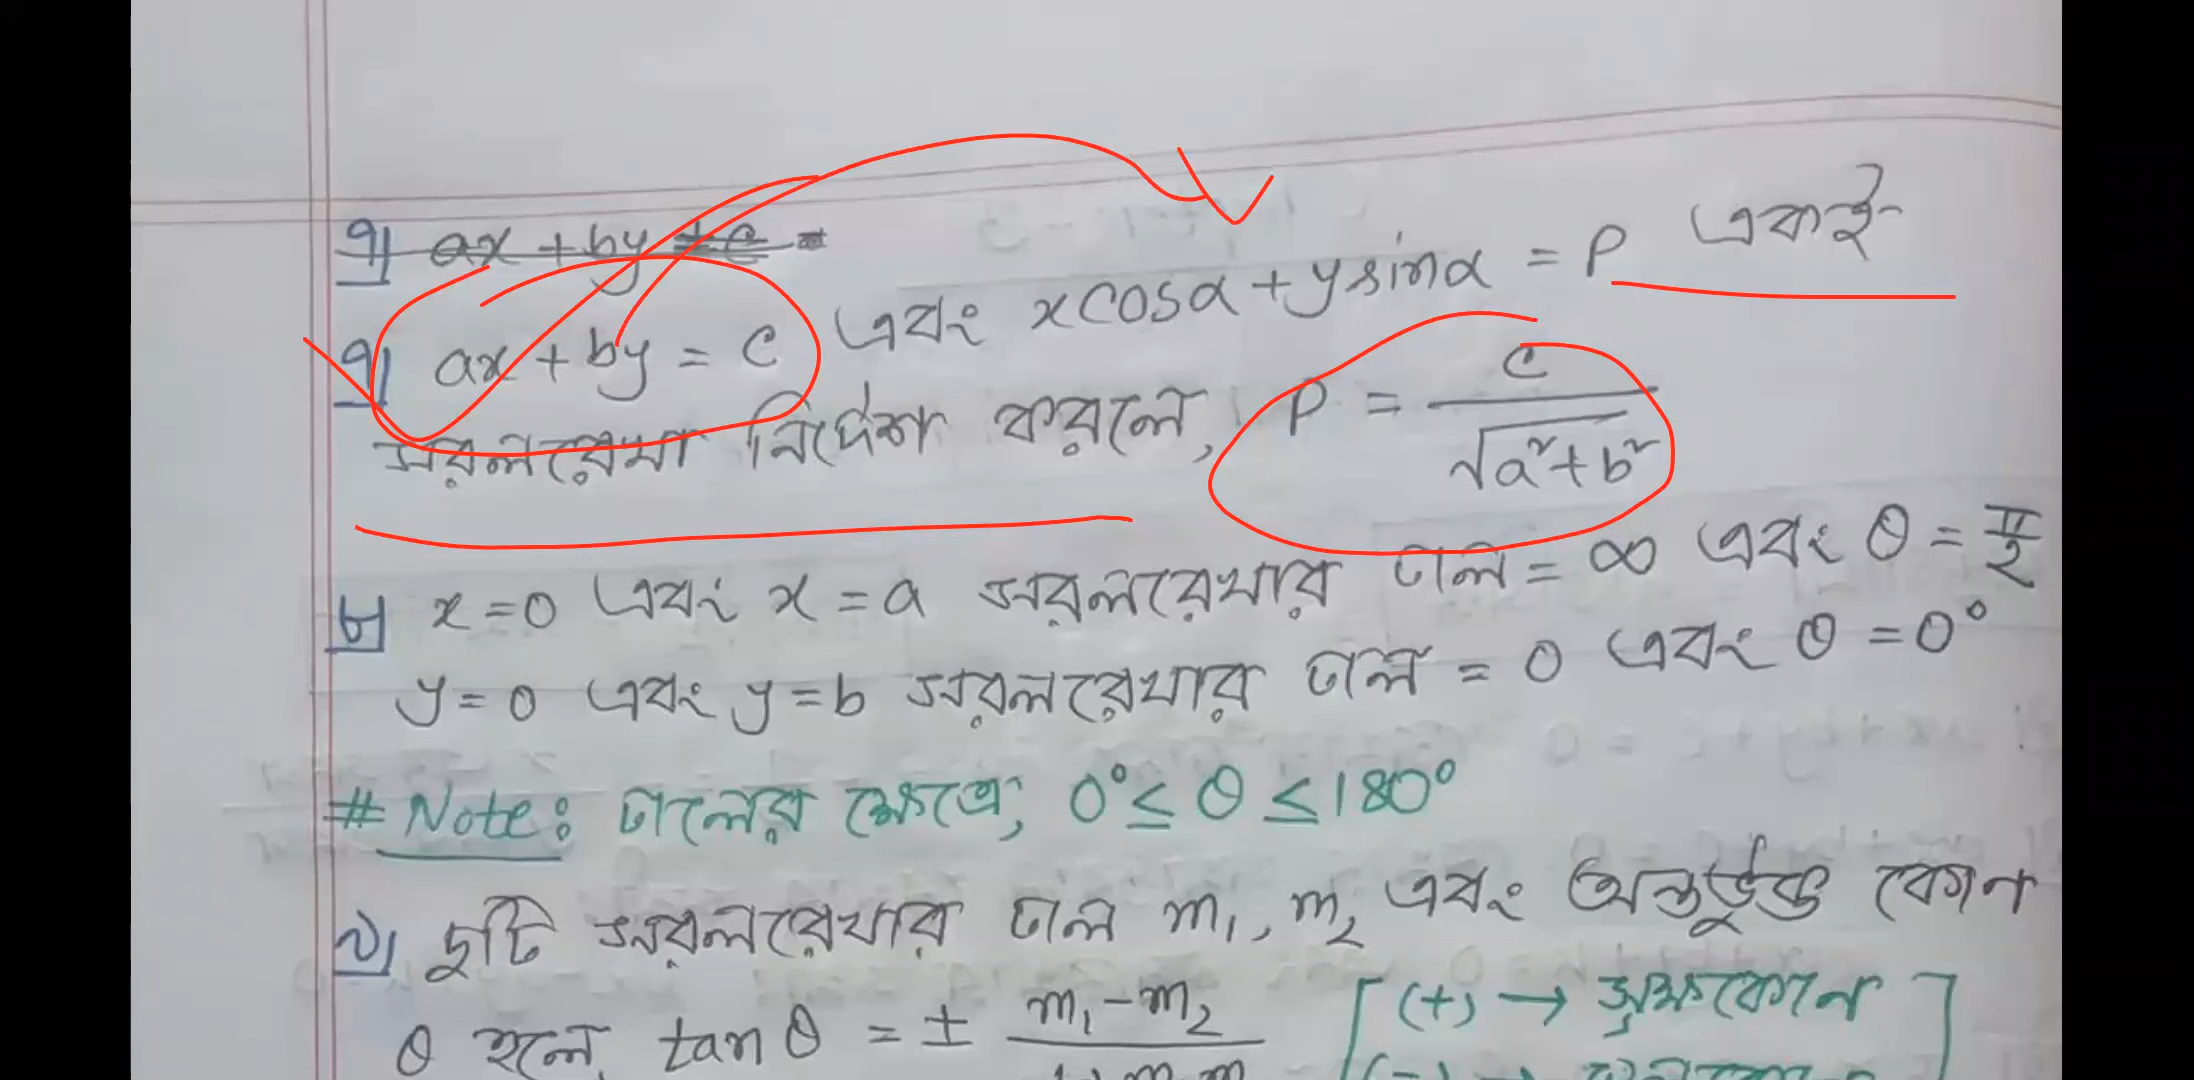 ৭| ax + by + c =
৭| ax + by = c এবং xcosα + ysinα = P একই
সরলরেখা নির্দেশ করলে, P = c/√(a²+b²)
৮| x = 0 এবং x = a সরলরেখার ঢাল = ∞ এবং θ = π/2
y = 0 এবং y = b সরলরেখার ঢাল = 0 এবং θ = 0°
# Note: ঢালের ক্ষেত্রে, 0° ≤ θ ≤ 180°
৯| দুটি সরলরেখার ঢাল m₁, m₂ এবং অন্তর্ভুক্ত কোণ
θ হলে, tanθ = ± m₁ - m₂ [(+) → সূক্ষ্মকোণ